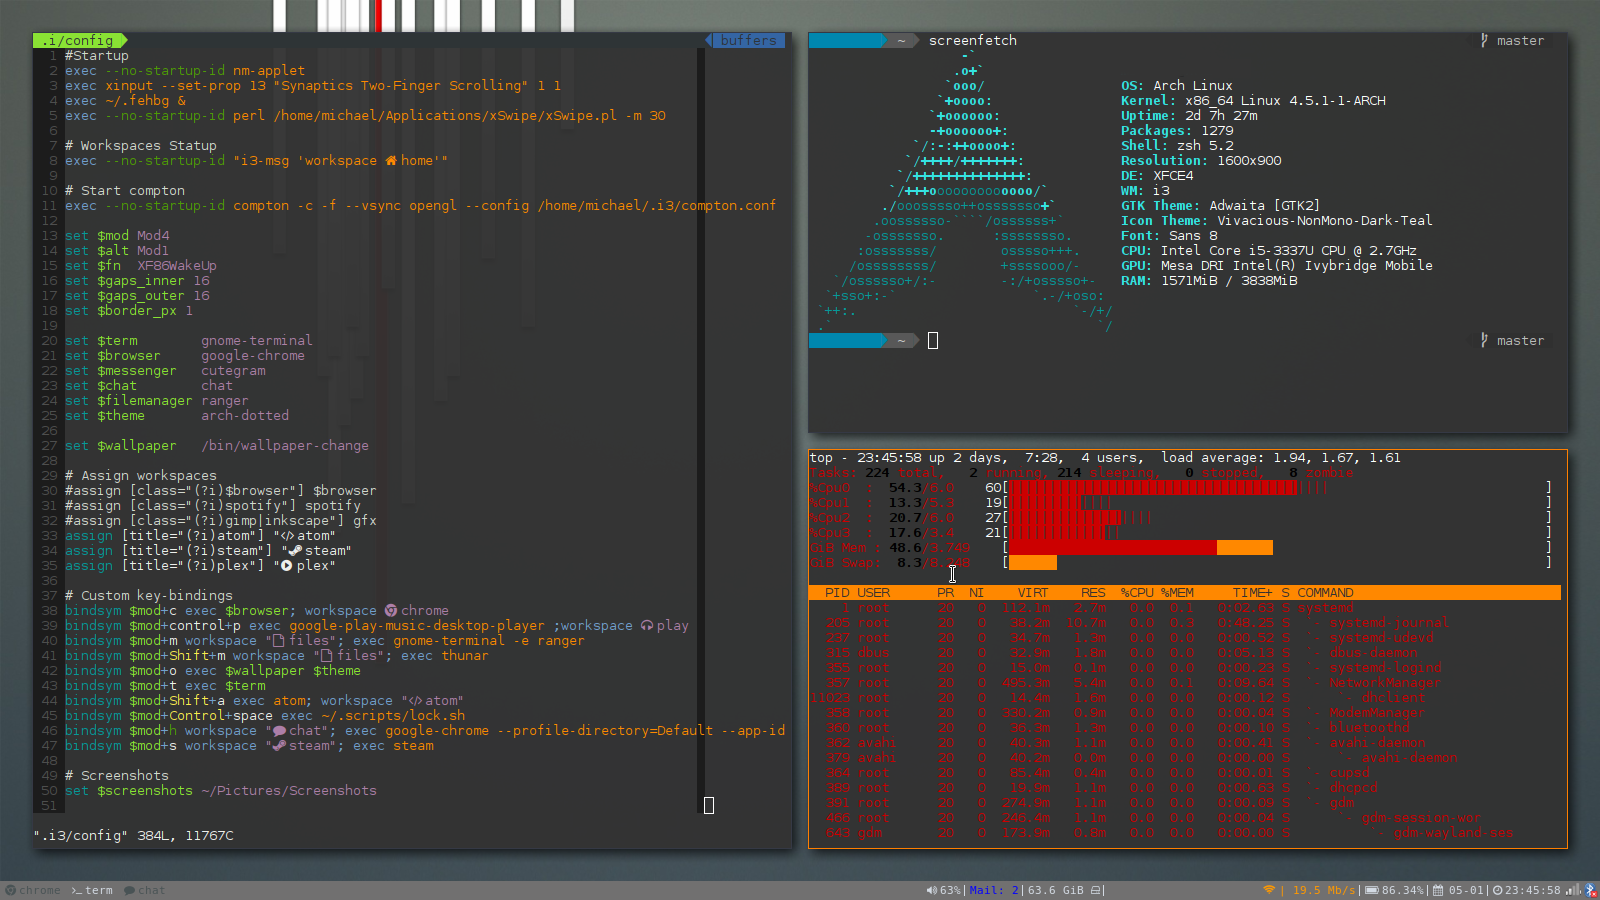 .i/config
buffers
1 #Startup
2 exec --no-startup-id nm-applet
3 exec xinput --set-prop 13 "Synaptics Two-Finger Scrolling" 1 1
4 exec ~/.fehbg &
5 exec --no-startup-id perl /home/michael/Applications/xSwipe/xSwipe.pl -m 30
6
7 # Workspaces Statup
8 exec --no-startup-id "i3-msg 'workspace home'"
9
10 # Start compton
11 exec --no-startup-id compton -c -f --vsync opengl --config /home/michael/.i3/compton.conf
12
13 set $mod Mod4
14 set $alt Mod1
15 set $fn  XF86WakeUp
16 set $gaps_inner 16
17 set $gaps_outer 16
18 set $border_px 1
19
20 set $term        gnome-terminal
21 set $browser     google-chrome
22 set $messenger   cutegram
23 set $chat        chat
24 set $filemanager ranger
25 set $theme       arch-dotted
26
27 set $wallpaper   /bin/wallpaper-change
28
29 # Assign workspaces
30 #assign [class="(?i)$browser"] $browser
31 #assign [class="(?i)spotify"] spotify
32 #assign [class="(?i)gimp|inkscape"] gfx
33 assign [title="(?i)atom"] "</> atom"
34 assign [title="(?i)steam"] "steam"
35 assign [title="(?i)plex"] "plex"
36
37 # Custom key-bindings
38 bindsym $mod+c exec $browser; workspace chrome
39 bindsym $mod+control+p exec google-play-music-desktop-player ;workspace play
40 bindsym $mod+m workspace "files"; exec gnome-terminal -e ranger
41 bindsym $mod+Shift+m workspace "files"; exec thunar
42 bindsym $mod+o exec $wallpaper $theme
43 bindsym $mod+t exec $term
44 bindsym $mod+Shift+a exec atom; workspace "</> atom"
45 bindsym $mod+Control+space exec ~/.scripts/lock.sh
46 bindsym $mod+h workspace "chat"; exec google-chrome --profile-directory=Default --app-id
47 bindsym $mod+s workspace "steam"; exec steam
48
49 # Screenshots
50 set $screenshots ~/Pictures/Screenshots
51
".i3/config" 384L, 11767C
~ screenfetch master
OS: Arch Linux
Kernel: x86_64 Linux 4.5.1-1-ARCH
Uptime: 2d 7h 27m
Packages: 1279
Shell: zsh 5.2
Resolution: 1600x900
DE: XFCE4
WM: i3
GTK Theme: Adwaita [GTK2]
Icon Theme: Vivacious-NonMono-Dark-Teal
Font: Sans 8
CPU: Intel Core i5-3337U CPU @ 2.7GHz
GPU: Mesa DRI Intel(R) Ivybridge Mobile
RAM: 1571MiB / 3838MiB
~ master
top - 23:45:58 up 2 days,  7:28,  4 users,  load average: 1.94, 1.67, 1.61
Tasks: 224 total,   2 running, 214 sleeping,   0 stopped,   8 zombie
%Cpu0  :  54.3/6.0    60[ ]
%Cpu1  :  13.3/5.3    19[ ]
%Cpu2  :  20.7/6.0    27[ ]
%Cpu3  :  17.6/3.4    21[ ]
GiB Mem : 48.6/3.749    [ ]
GiB Swap:  8.3/8.248    [ ]
PID USER PR NI VIRT RES %CPU %MEM TIME+ S COMMAND
1 root 20 0 112.1m 2.7m 0.0 0.1 0:02.63 S systemd
205 root 20 0 38.2m 10.7m 0.0 0.3 0:48.25 S `- systemd-journal
237 root 20 0 34.7m 1.3m 0.0 0.0 0:00.52 S `- systemd-udevd
315 dbus 20 0 32.9m 1.8m 0.0 0.0 0:05.13 S `- dbus-daemon
355 root 20 0 15.0m 0.1m 0.0 0.0 0:00.23 S `- systemd-logind
357 root 20 0 495.3m 5.4m 0.0 0.1 0:09.64 S `- NetworkManager
11023 root 20 0 14.4m 1.6m 0.0 0.0 0:00.12 S `- dhclient
358 root 20 0 330.2m 0.9m 0.0 0.0 0:00.04 S `- ModemManager
360 root 20 0 36.3m 1.3m 0.0 0.0 0:00.10 S `- bluetoothd
362 avahi 20 0 40.3m 1.1m 0.0 0.0 0:00.41 S `- avahi-daemon
379 avahi 20 0 40.2m 0.0m 0.0 0.0 0:00.00 S `- avahi-daemon
364 root 20 0 85.4m 0.4m 0.0 0.0 0:00.01 S `- cupsd
389 root 20 0 19.9m 1.1m 0.0 0.0 0:00.63 S `- dhcpcd
391 root 20 0 274.9m 1.1m 0.0 0.0 0:00.09 S `- gdm
466 root 20 0 246.4m 1.1m 0.0 0.0 0:00.04 S `- gdm-session-wor
643 gdm 20 0 173.9m 0.8m 0.0 0.0 0:00.00 S `- gdm-wayland-ses
chrome >_term chat 63%| Mail: 2| 63.6 GiB | | 19.5 Mb/s| 86.34%| 05-01| 23:45:58